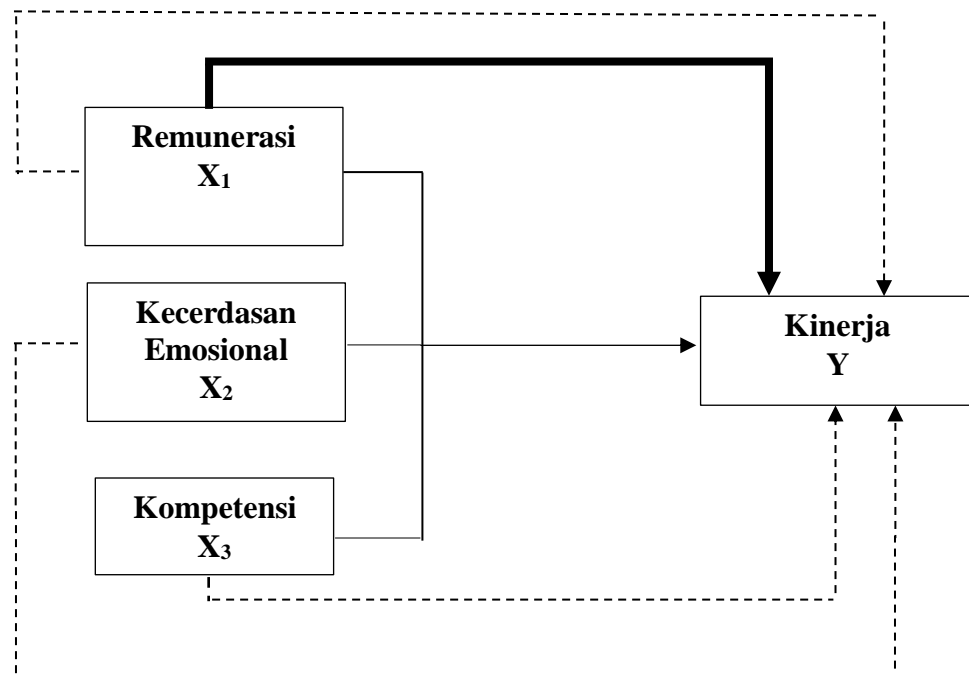 Remunerasi
X₁
Kecerdasan
Emosional
X₂
Kompetensi
X₃
Kinerja
Y